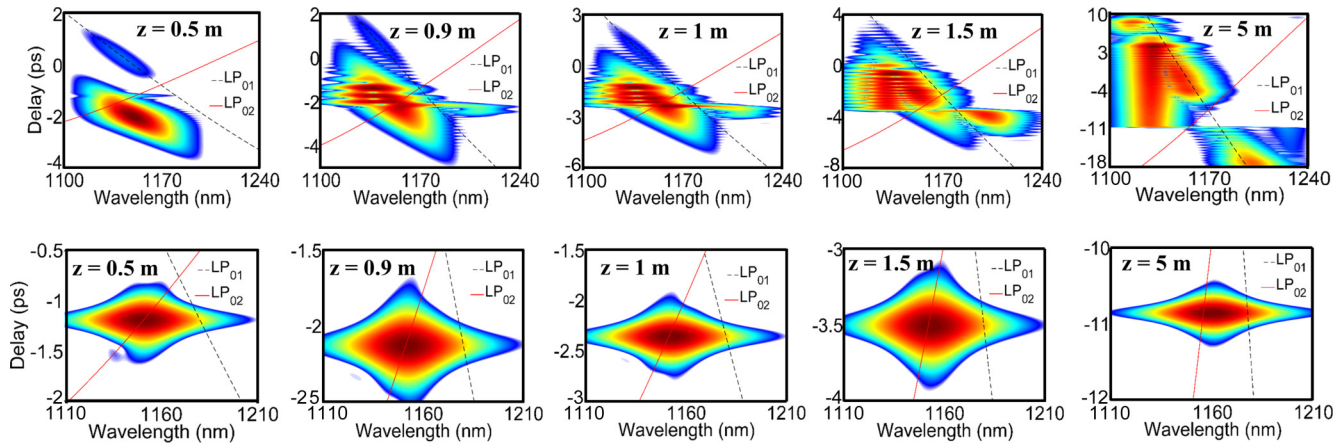 z = 0.5 m
z = 0.9 m
z = 1 m
z = 1.5 m
z = 5 m
Delay (ps)
2
0
-2
-4
LP01
LP02
1100 1170 1240
Wavelength (nm)
2
0
-2
-4
LP01
LP02
1100 1170 1240
Wavelength (nm)
3
0
-3
-6
LP01
LP02
1100 1170 1240
Wavelength (nm)
4
0
-4
-8
LP01
LP02
1100 1170 1240
Wavelength (nm)
10
3
-4
-11
-18
LP01
LP02
1100 1170 1240
Wavelength (nm)
z = 0.5 m
z = 0.9 m
z = 1 m
z = 1.5 m
z = 5 m
Delay (ps)
-0.5
-1
-1.5
-2
LP01
LP02
1110 1160 1210
Wavelength (nm)
-1.5
-2
-2.5
LP01
LP02
1110 1160 1210
Wavelength (nm)
-1.5
-2
-2.5
-3
LP01
LP02
1110 1160 1210
Wavelength (nm)
-3
-3.5
-4
LP01
LP02
1110 1160 1210
Wavelength (nm)
-10
-11
-12
LP01
LP02
1110 1160 1210
Wavelength (nm)